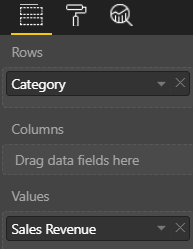 Rows
Category
Columns
Drag data fields here
Values
Sales Revenue